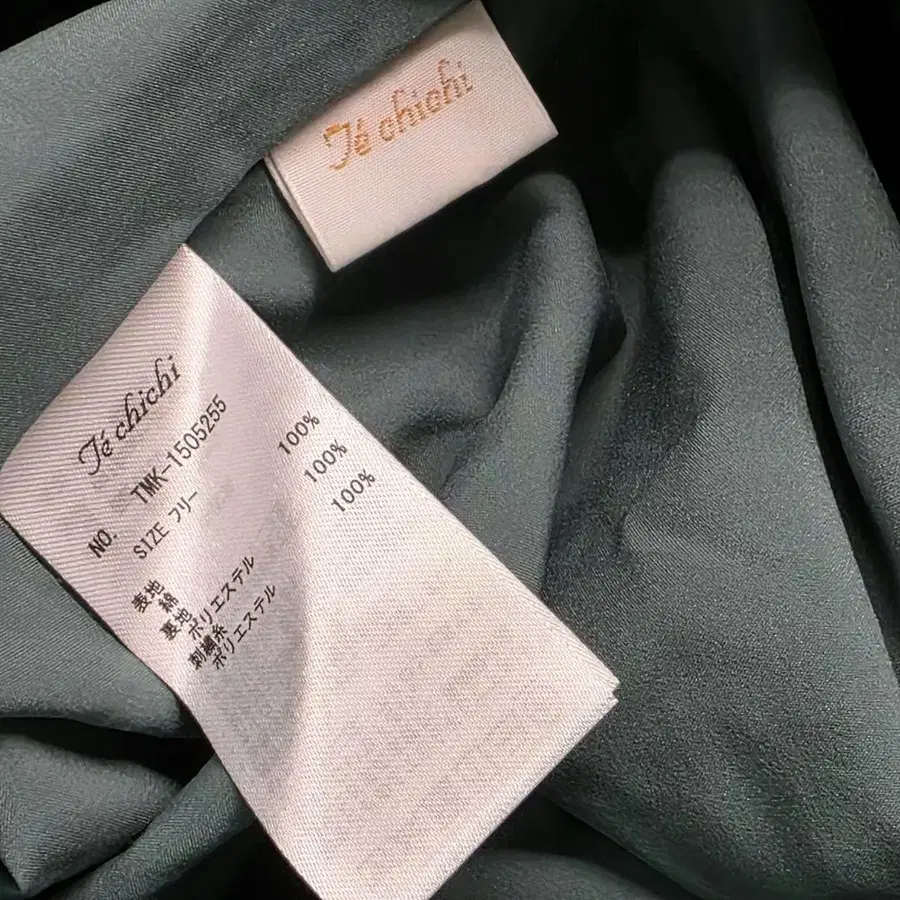 Té chichi
Té chichi
NO. TMK-1505255
SIZE フリー
表地
綿 100%
裏地
ポリエステル 100%
刺繍糸
ポリエステル 100%